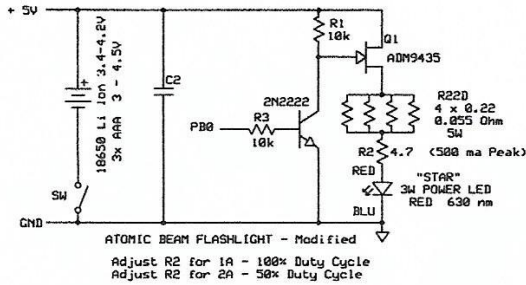 + 5V
R1
10k
Q1
ADM9435
18650 Li Ion 3.4-4.2V
3x AAA 3 - 4.5V
C2
2N2222
R22D
4 x 0.22
0.055 Ohm
5W
PB0
R3
10k
R2 4.7 (500 ma Peak)
RED
"STAR"
3W POWER LED
RED 630 nm
SW
BLU
GND
ATOMIC BEAM FLASHLIGHT - Modified
Adjust R2 for 1A - 100% Duty Cycle
Adjust R2 for 2A - 50% Duty Cycle